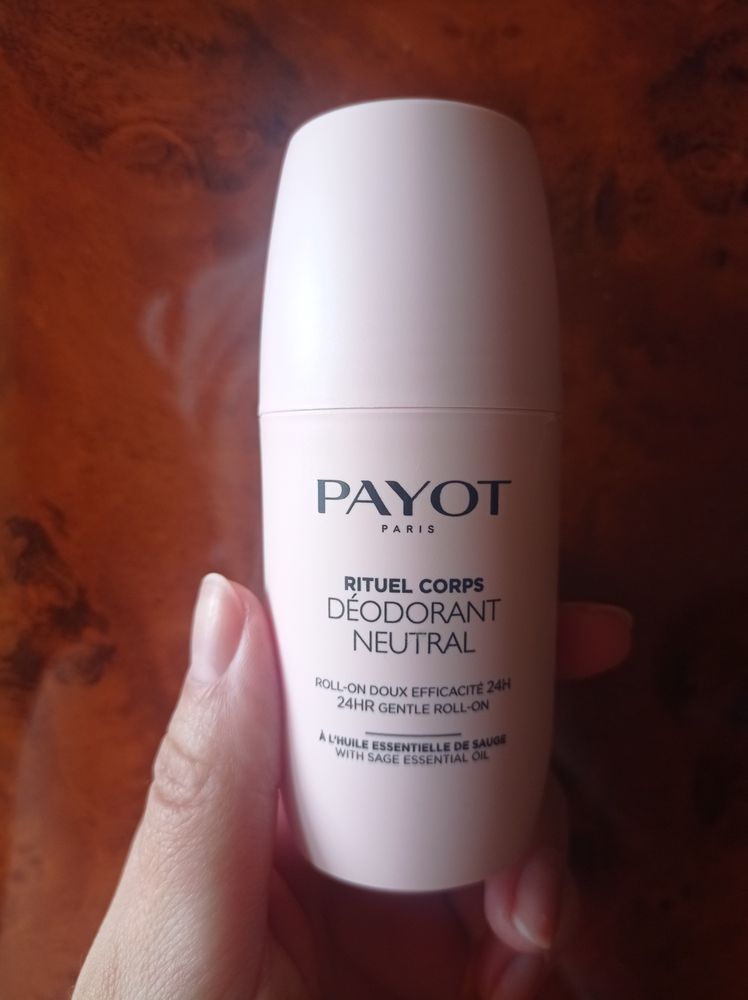 PAYOT
PARIS
RITUEL CORPS
DÉODORANT
NEUTRAL
ROLL-ON DOUX EFFICACITÉ 24H
24HR GENTLE ROLL-ON
À L'HUILE ESSENTIELLE DE SAUGE
WITH SAGE ESSENTIAL OIL